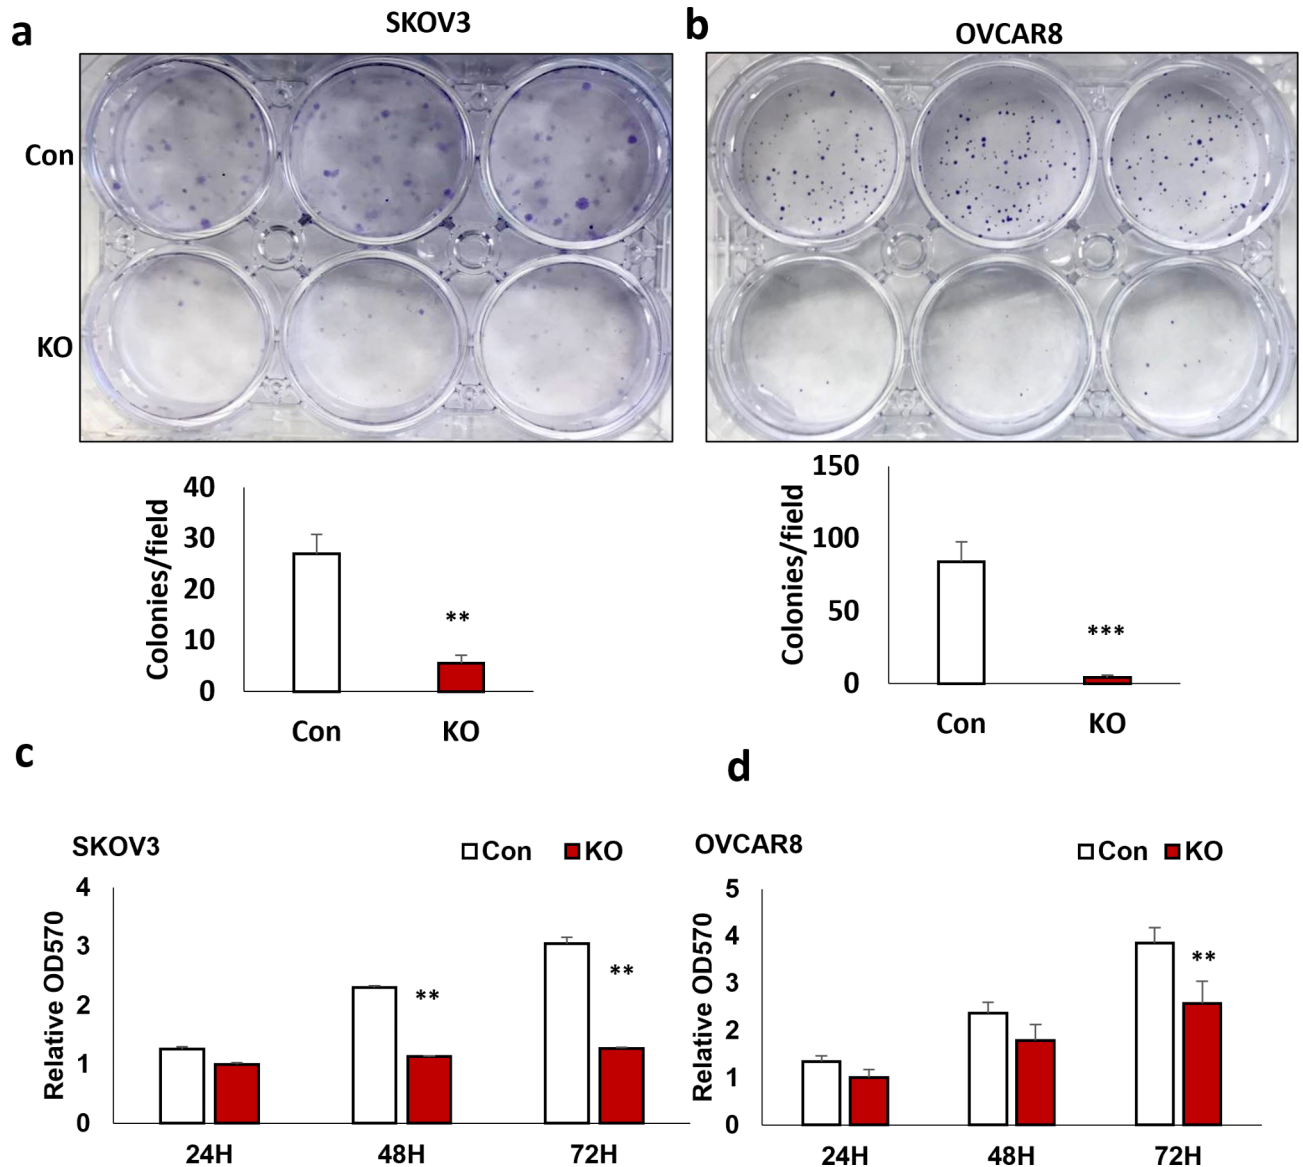 a
SKOV3
b
OVCAR8
Con
KO
40
30
20
10
0
Colonies/field
**
Con
KO
150
100
50
0
Colonies/field
***
Con
KO
c
SKOV3
Con
KO
4
3
2
1
0
Relative OD570
**
**
24H
48H
72H
d
OVCAR8
Con
KO
5
4
3
2
1
0
Relative OD570
**
24H
48H
72H